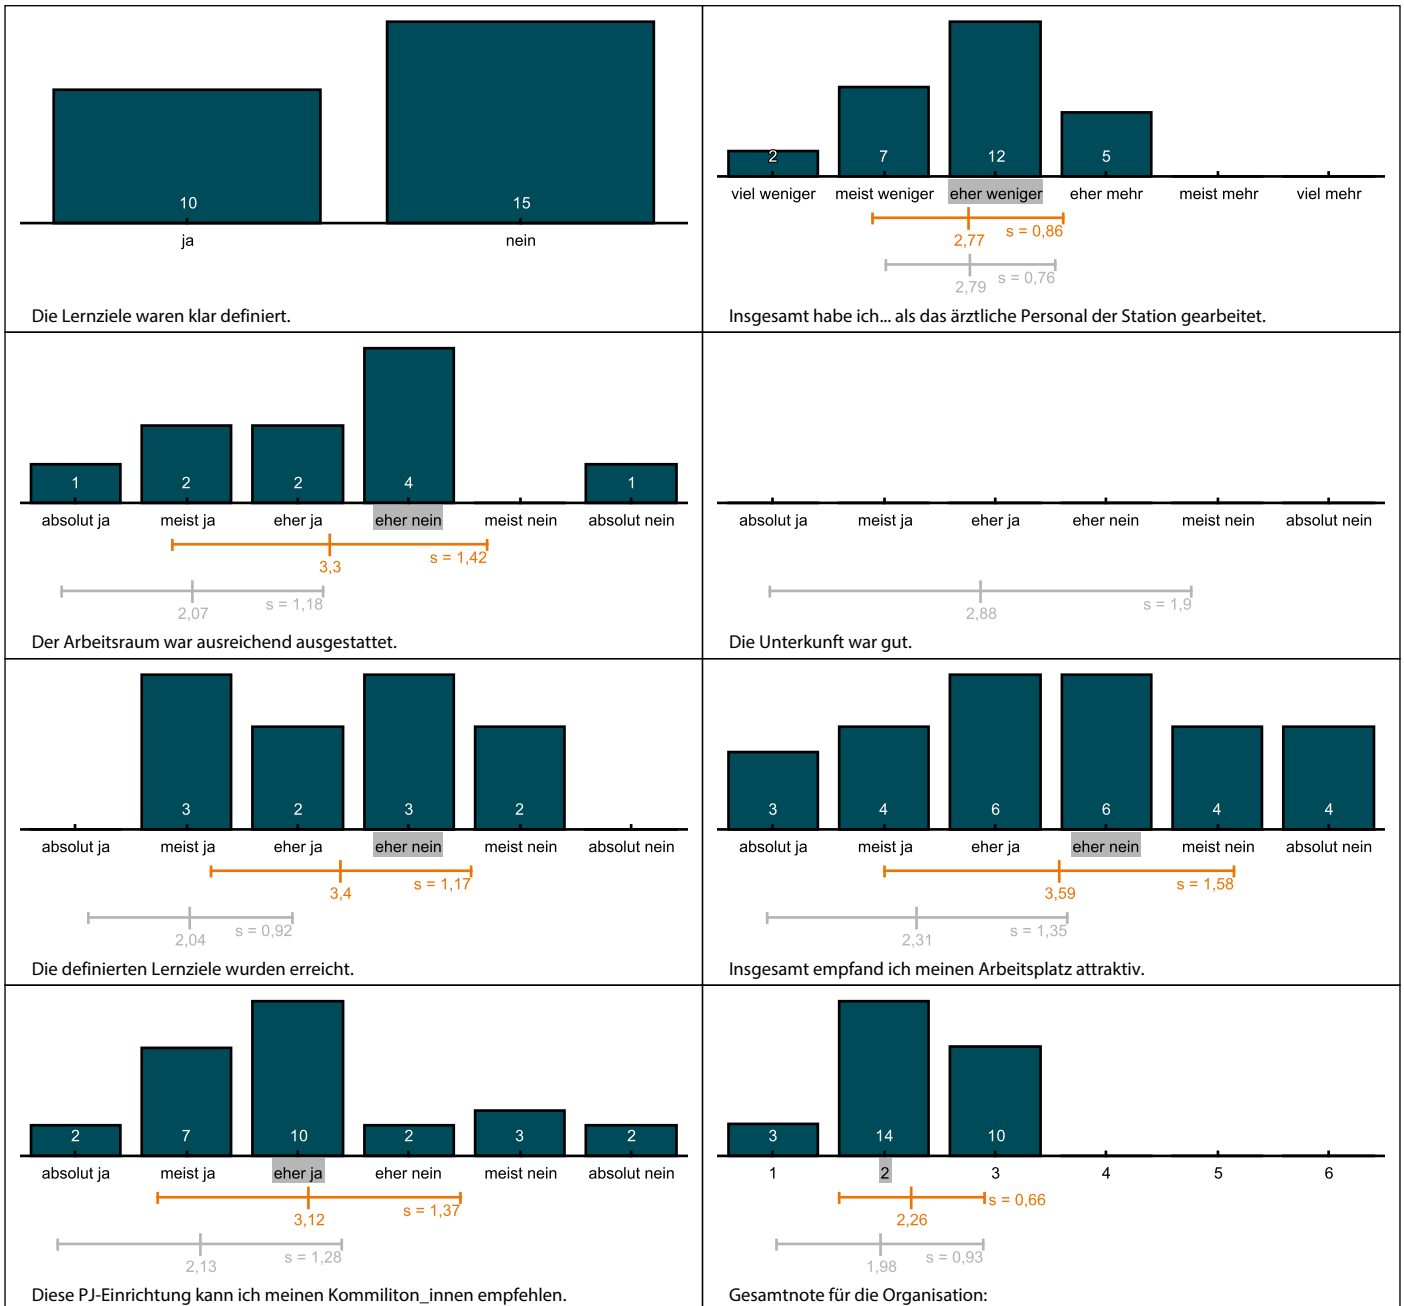 10 15
ja nein
Die Lernziele waren klar definiert.
2 7 12 5
viel weniger meist weniger eher weniger eher mehr meist mehr viel mehr
s = 0,86
2,77
s = 0,76
2,79
Insgesamt habe ich... als das ärztliche Personal der Station gearbeitet.
1 2 2 4 1
absolut ja meist ja eher ja eher nein meist nein absolut nein
s = 1,42
3,3
s = 1,18
2,07
Der Arbeitsraum war ausreichend ausgestattet.
absolut ja meist ja eher ja eher nein meist nein absolut nein
s = 1,9
2,88
Die Unterkunft war gut.
3 2 3 2
absolut ja meist ja eher ja eher nein meist nein absolut nein
s = 1,17
3,4
s = 0,92
2,04
Die definierten Lernziele wurden erreicht.
3 4 6 6 4 4
absolut ja meist ja eher ja eher nein meist nein absolut nein
s = 1,58
3,59
s = 1,35
2,31
Insgesamt empfand ich meinen Arbeitsplatz attraktiv.
2 7 10 2 3 2
absolut ja meist ja eher ja eher nein meist nein absolut nein
s = 1,37
3,12
s = 1,28
2,13
Diese PJ-Einrichtung kann ich meinen Kommiliton_innen empfehlen.
3 14 10
1 2 3 4 5 6
s = 0,66
2,26
s = 0,93
1,98
Gesamtnote für die Organisation: